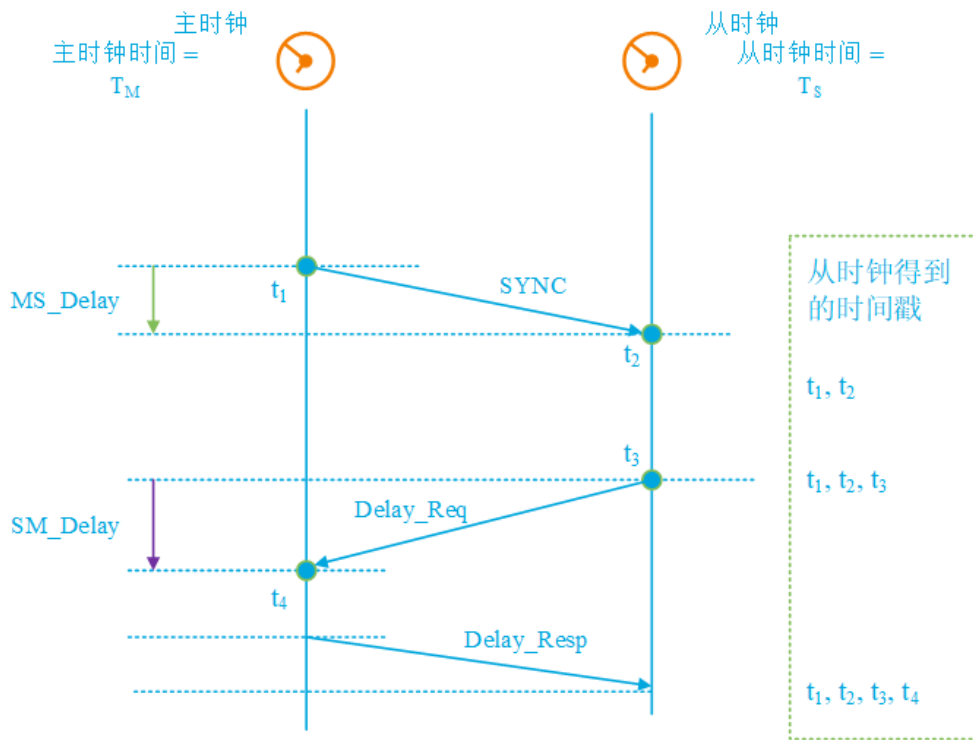 主时钟
主时钟时间 =
T_M
从时钟
从时钟时间 =
T_S
从时钟得到
的时间戳
t₁
SYNC
MS_Delay
t₂
t₁, t₂
t₃
t₁, t₂, t₃
Delay_Req
SM_Delay
t₄
Delay_Resp
t₁, t₂, t₃, t₄